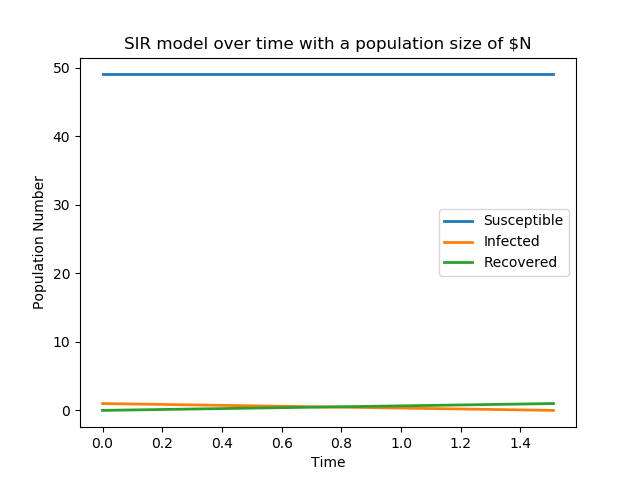 SIR model over time with a population size of $N
50
40
30
20
10
0
Population Number
Susceptible
Infected
Recovered
0.0 0.2 0.4 0.6 0.8 1.0 1.2 1.4
Time